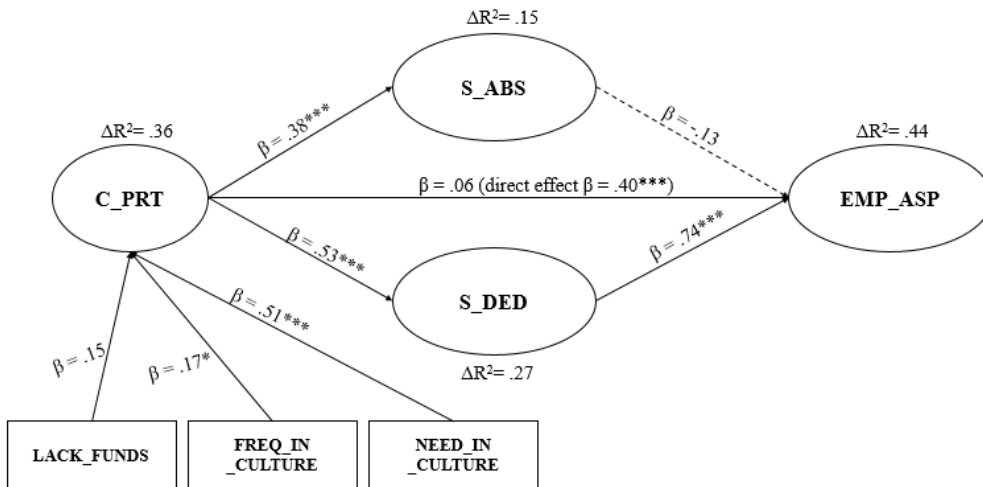 ΔR²= .15
S_ABS
ΔR²= .36
β = .38***
β = -.13
ΔR²= .44
C_PRT
β = .06 (direct effect β = .40***)
EMP_ASP
β = .53***
β = .74***
S_DED
β = .51***
β = .15
β = .17*
ΔR²= .27
LACK_FUNDS
FREQ_IN
_CULTURE
NEED_IN
_CULTURE